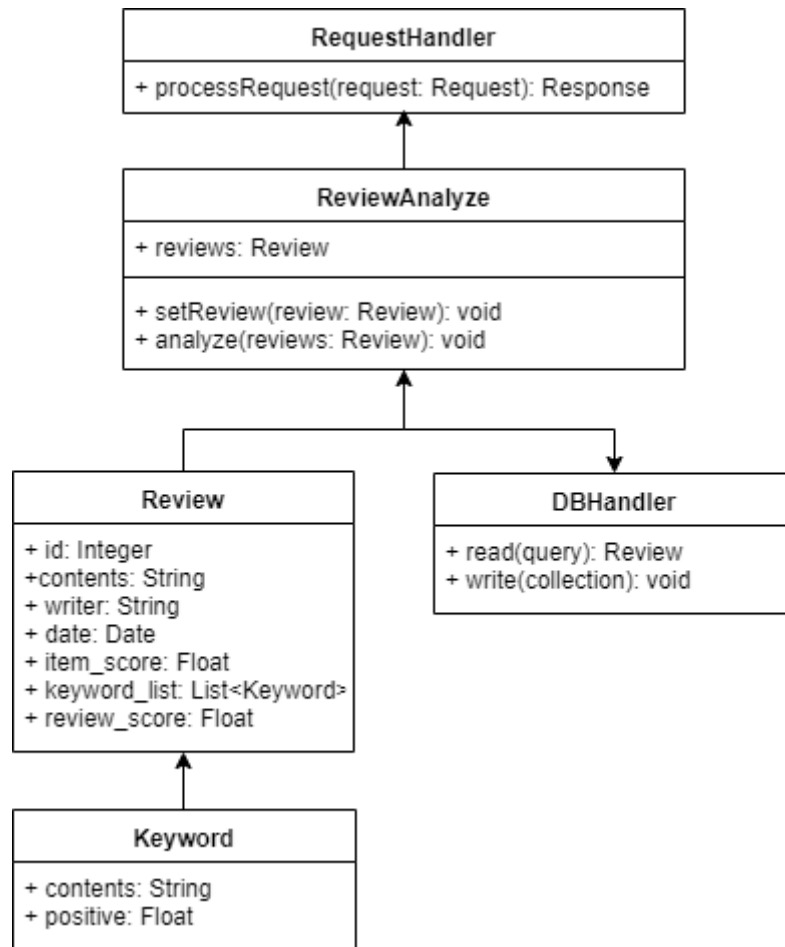 RequestHandler
+ processRequest(request: Request): Response
ReviewAnalyze
+ reviews: Review
+ setReview(review: Review): void
+ analyze(reviews: Review): void
Review
+ id: Integer
+contents: String
+ writer: String
+ date: Date
+ item_score: Float
+ keyword_list: List<Keyword>
+ review_score: Float
DBHandler
+ read(query): Review
+ write(collection): void
Keyword
+ contents: String
+ positive: Float